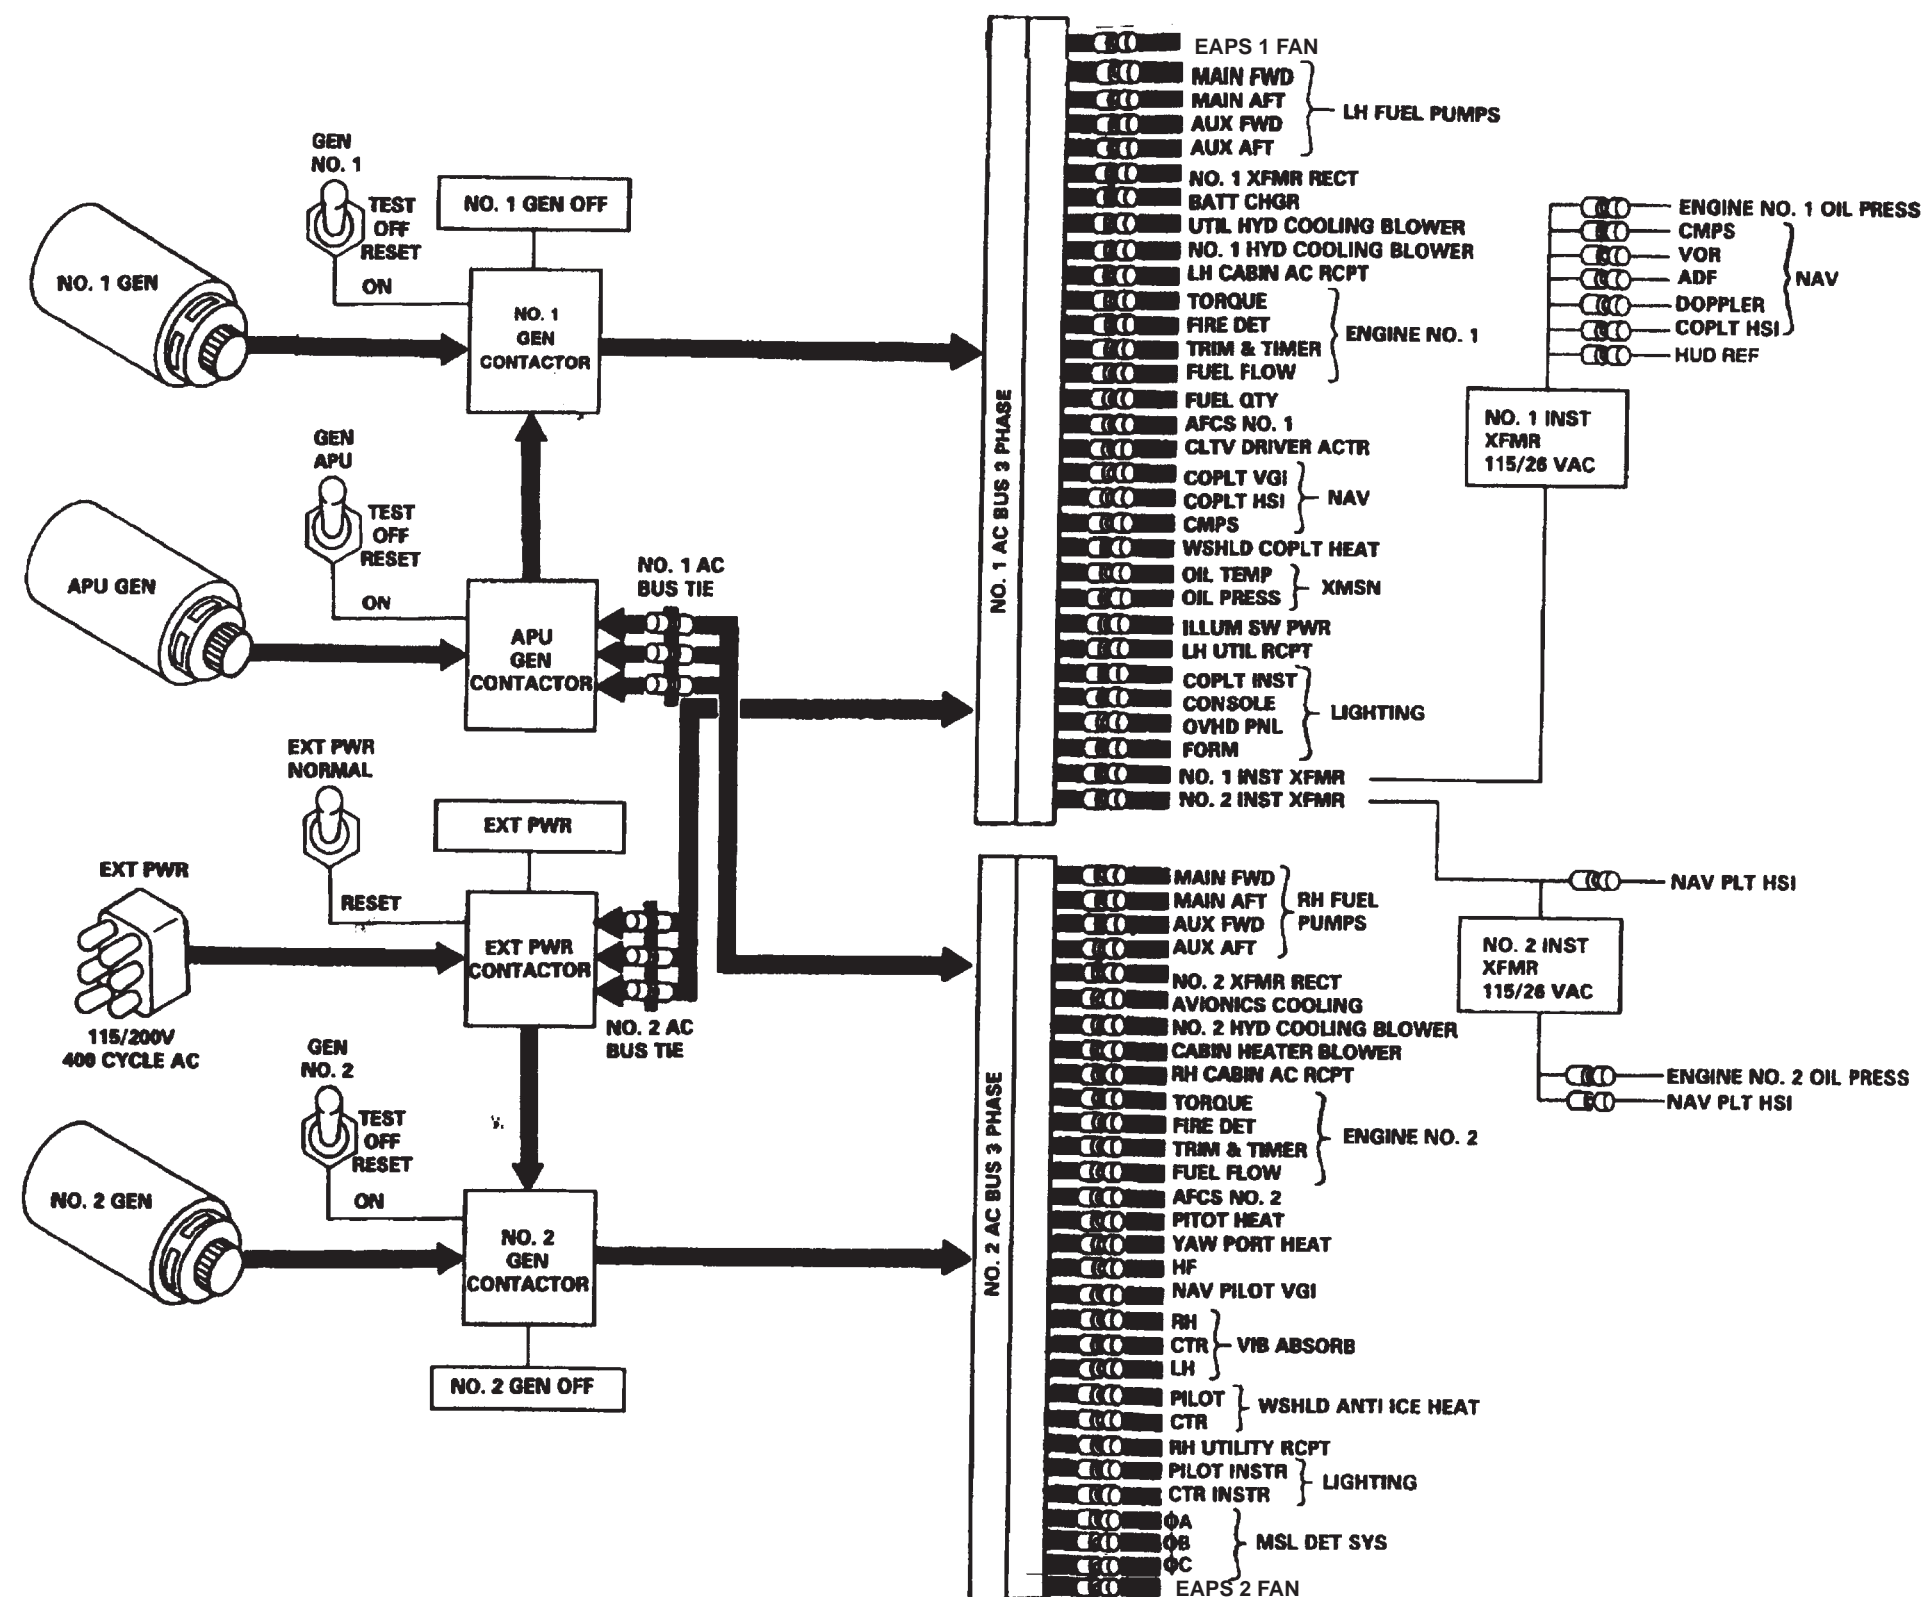 GEN
NO. 1
TEST
OFF
RESET
ON
NO. 1 GEN
NO. 1 GEN OFF
NO. 1
GEN
CONTACTOR
GEN
APU
TEST
OFF
RESET
ON
APU GEN
APU
GEN
CONTACTOR
NO. 1 AC
BUS TIE
EXT PWR
NORMAL
RESET
EXT PWR
EXT PWR
115/200V
400 CYCLE AC
EXT PWR
CONTACTOR
NO. 2 AC
BUS TIE
GEN
NO. 2
TEST
OFF
RESET
ON
NO. 2 GEN
NO. 2
GEN
CONTACTOR
NO. 2 GEN OFF
NO. 1 AC BUS 3 PHASE
EAPS 1 FAN
MAIN FWD
MAIN AFT
AUX FWD
AUX AFT
LH FUEL PUMPS
NO. 1 XFMR RECT
BATT CHGR
UTIL HYD COOLING BLOWER
NO. 1 HYD COOLING BLOWER
LH CABIN AC RCPT
TORQUE
FIRE DET
TRIM & TIMER
FUEL FLOW
ENGINE NO. 1
FUEL QTY
AFCS NO. 1
CLTV DRIVER ACTR
COPLT VGI
COPLT HSI
CMPS
NAV
WSHLD COPLT HEAT
OIL TEMP
OIL PRESS
XMSN
ILLUM SW PWR
LH UTIL RCPT
COPLT INST
CONSOLE
OVHD PNL
FORM
LIGHTING
NO. 1 INST XFMR
NO. 2 INST XFMR
ENGINE NO. 1 OIL PRESS
CMPS
VOR
ADF
DOPPLER
COPLT HSI
NAV
HUD REF
NO. 1 INST
XFMR
115/26 VAC
NO. 2 AC BUS 3 PHASE
MAIN FWD
MAIN AFT
AUX FWD
AUX AFT
RH FUEL
PUMPS
NO. 2 XFMR RECT
AVIONICS COOLING
NO. 2 HYD COOLING BLOWER
CABIN HEATER BLOWER
RH CABIN AC RCPT
TORQUE
FIRE DET
TRIM & TIMER
FUEL FLOW
ENGINE NO. 2
AFCS NO. 2
PITOT HEAT
YAW PORT HEAT
HF
NAV PILOT VGI
RH
CTR
LH
VIB ABSORB
PILOT
CTR
WSHLD ANTI ICE HEAT
RH UTILITY RCPT
PILOT INSTR
CTR INSTR
LIGHTING
ΦA
ΦB
ΦC
MSL DET SYS
EAPS 2 FAN
NAV PLT HSI
NO. 2 INST
XFMR
115/26 VAC
ENGINE NO. 2 OIL PRESS
NAV PLT HSI